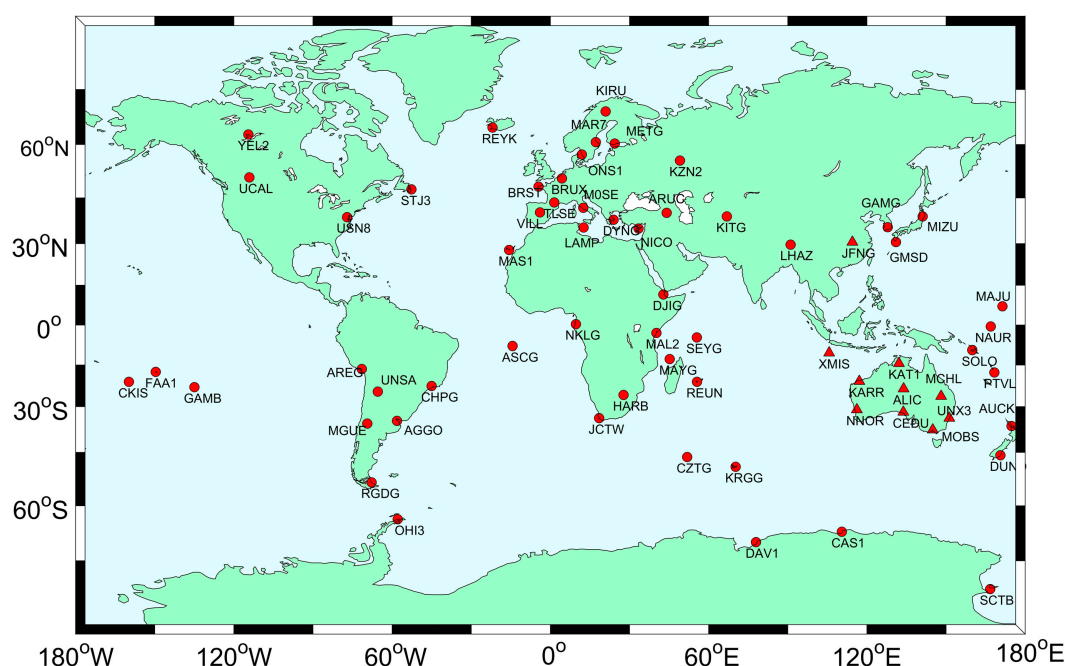 KIRU
MAR7
METG
REYK
60°N
YEL2
ONS1
KZN2
UCAL
BRST
BRUX
M0SE
ARUC
GAMG
STJ3
USN8
VILL
TLSE
DYNG
KITG
MIZU
30°N
LAMP
NICO
LHAZ
JFNG
GMSD
MAS1
DJIG
MAJU
0°
NKLG
MAL2
SEYG
NAUR
ASCG
MAYG
XMIS
SOLO
AREG
UNSA
KAT1
MCHL
PTVL
CKIS
FAA1
GAMB
CHPG
REUN
KARR
ALIC
30°S
HARB
NNOR
CEDU
UNX3
AUCK
MGUE
AGGO
JCTW
MOBS
CZTG
KRGG
DUN
RGDG
60°S
OHI3
DAV1
CAS1
SCTB
180°W
120°W
60°W
0°
60°E
120°E
180°E